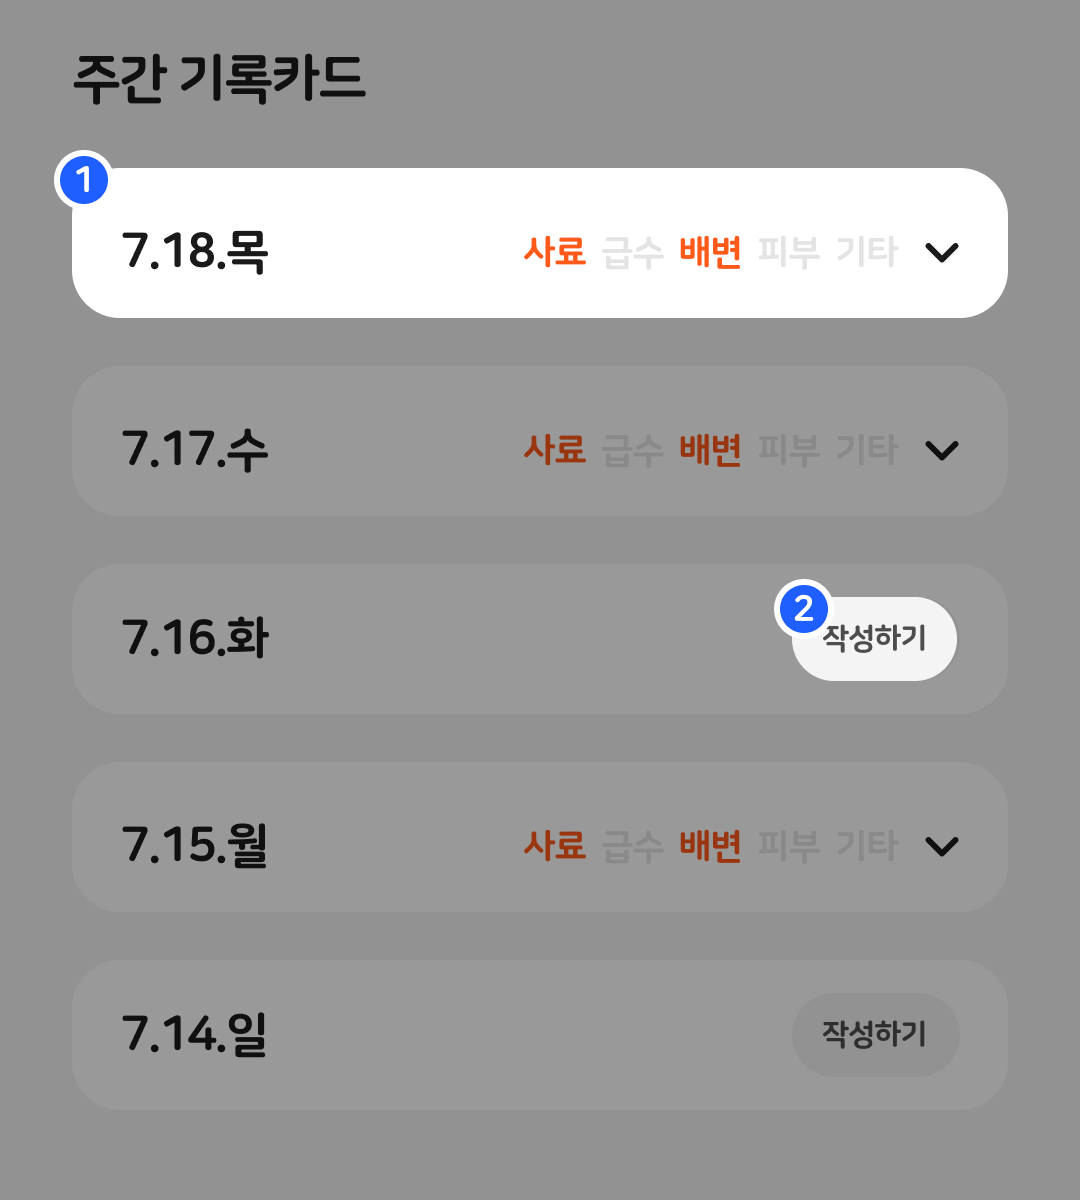 주간 기록카드
1
7.18.목 사료 급수 배변 피부 기타
7.17.수 사료 급수 배변 피부 기타
2
7.16.화 작성하기
7.15.월 사료 급수 배변 피부 기타
7.14.일 작성하기